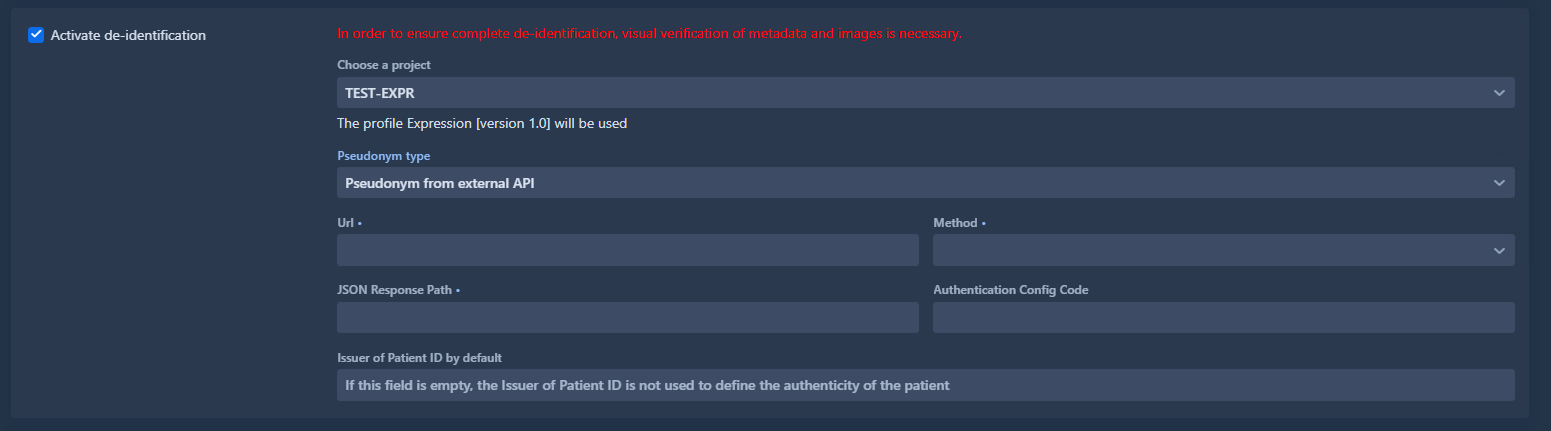 Activate de-identification
In order to ensure complete de-identification, visual verification of metadata and images is necessary.
Choose a project
TEST-EXPR
The profile Expression [version 1.0] will be used
Pseudonym type
Pseudonym from external API
Url •
Method •
JSON Response Path •
Authentication Config Code
Issuer of Patient ID by default
If this field is empty, the Issuer of Patient ID is not used to define the authenticity of the patient